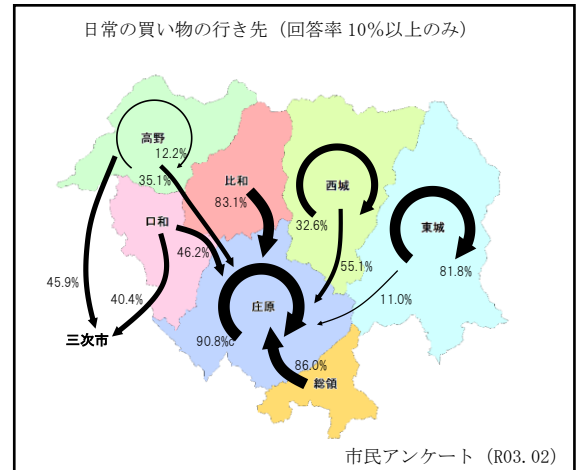 日常の買い物の行き先（回答率 10％以上のみ）
高野
12.2%
35.1%
比和
83.1%
西城
32.6%
東城
81.8%
口和
46.2%
55.1%
11.0%
45.9%
40.4%
三次市
庄原
90.8%c
86.0%
総領
市民アンケート（R03.02）